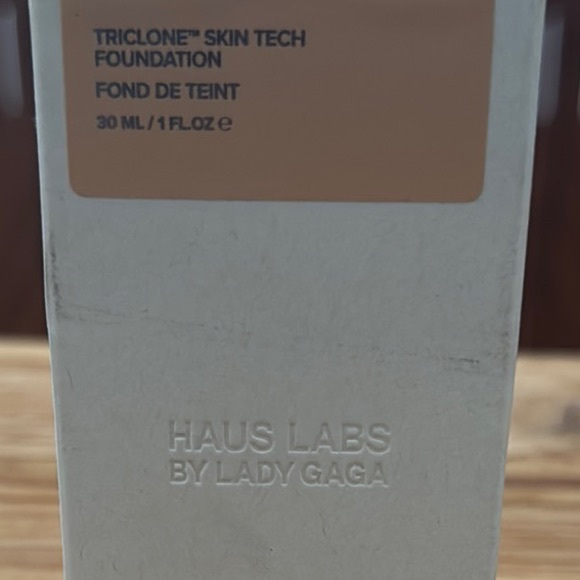 TRICLONE™ SKIN TECH
FOUNDATION
FOND DE TEINT
30 ML / 1 FL.OZ ℮
HAUS LABS
BY LADY GAGA